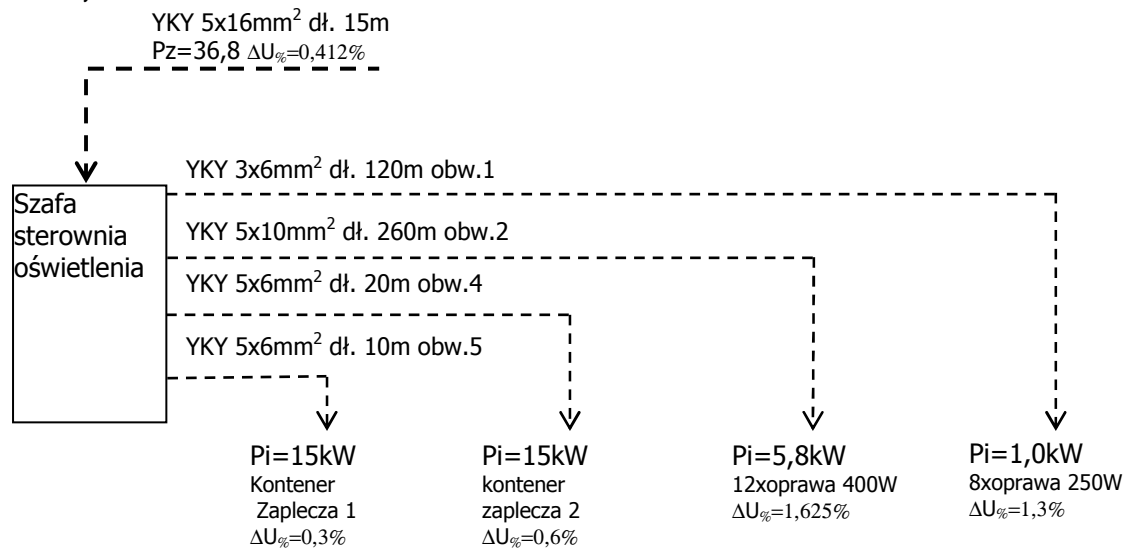 YKY 5x16mm² dł. 15m
Pz=36,8 ΔU%=0,412%
YKY 3x6mm² dł. 120m obw.1
Szafa
sterownia
oświetlenia
YKY 5x10mm² dł. 260m obw.2
YKY 5x6mm² dł. 20m obw.4
YKY 5x6mm² dł. 10m obw.5
Pi=15kW
Kontener
Zaplecza 1
ΔU%=0,3%
Pi=15kW
kontener
zaplecza 2
ΔU%=0,6%
Pi=5,8kW
12xoprawa 400W
ΔU%=1,625%
Pi=1,0kW
8xoprawa 250W
ΔU%=1,3%